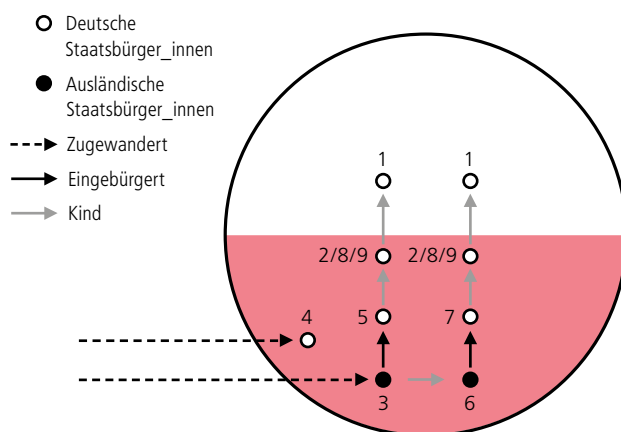 Deutsche
Staatsbürger_innen
Ausländische
Staatsbürger_innen
Zugewandert
Eingebürgert
Kind
1 1
2/8/9 2/8/9
4 5 7
3 6